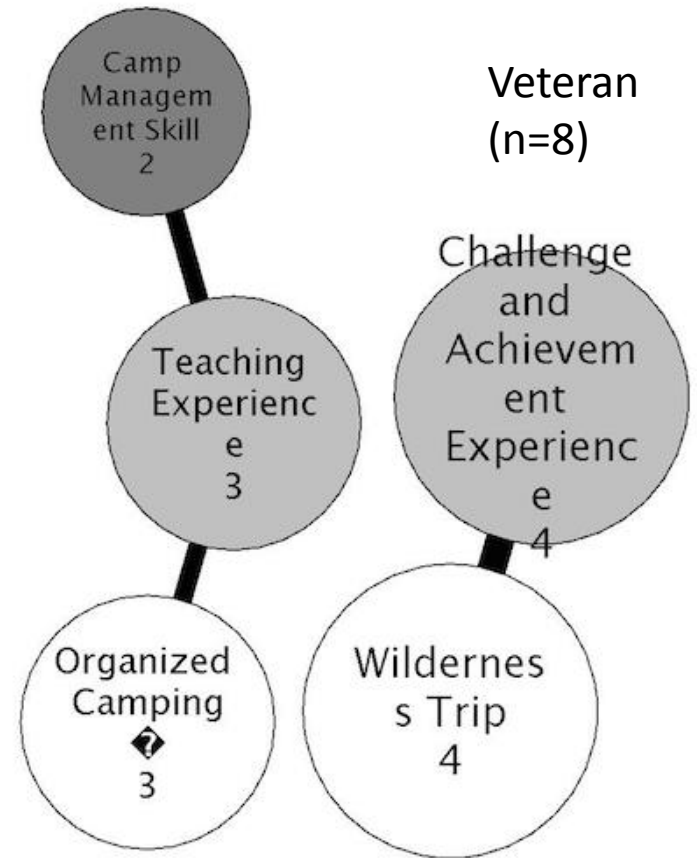 Camp
Managem
ent Skill
2
Veteran
(n=8)
Teaching
Experienc
e
3
Challenge
and
Achievem
ent
Experienc
e
4
Organized
Camping
�
3
Wildernes
s Trip
4